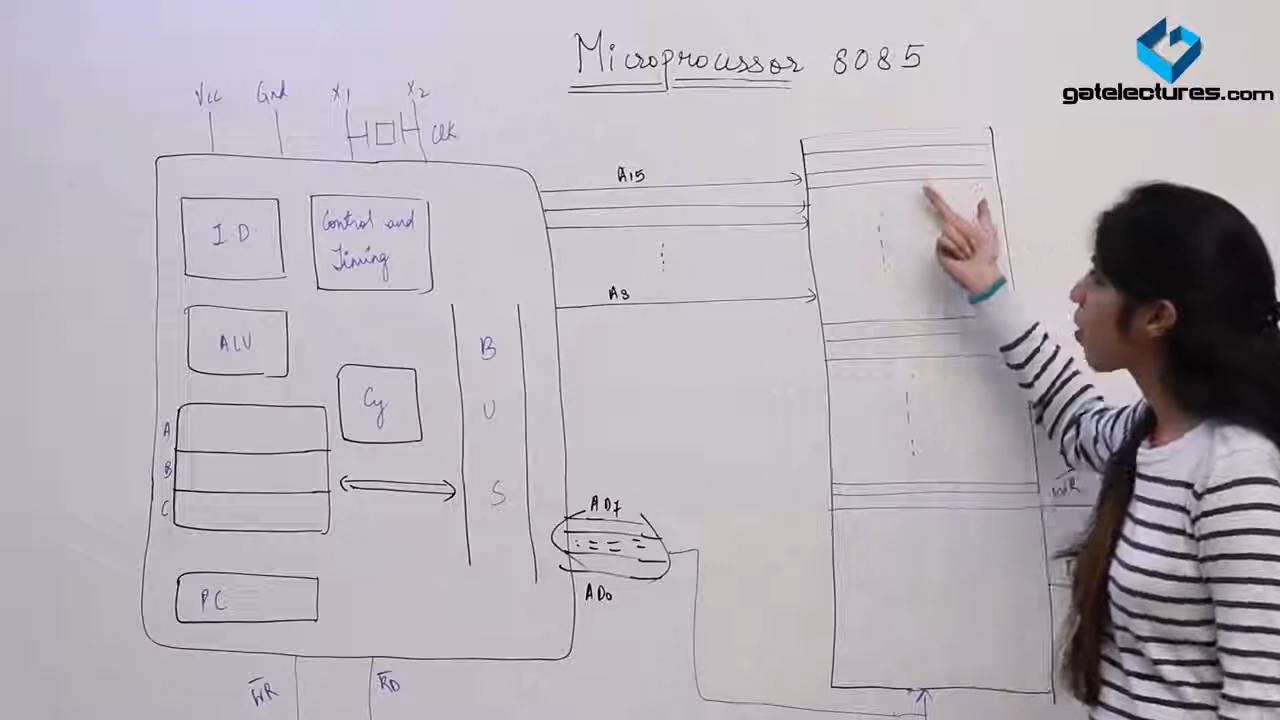 Microprocessor 8085
gatelectures.com
Vcc
Gnd
X1
X2
Clk
I.D
Control and
Timing
ALU
Cy
A
B
C
PC
B
U
S
A15
A8
AD7
AD0
WR
RD
WR